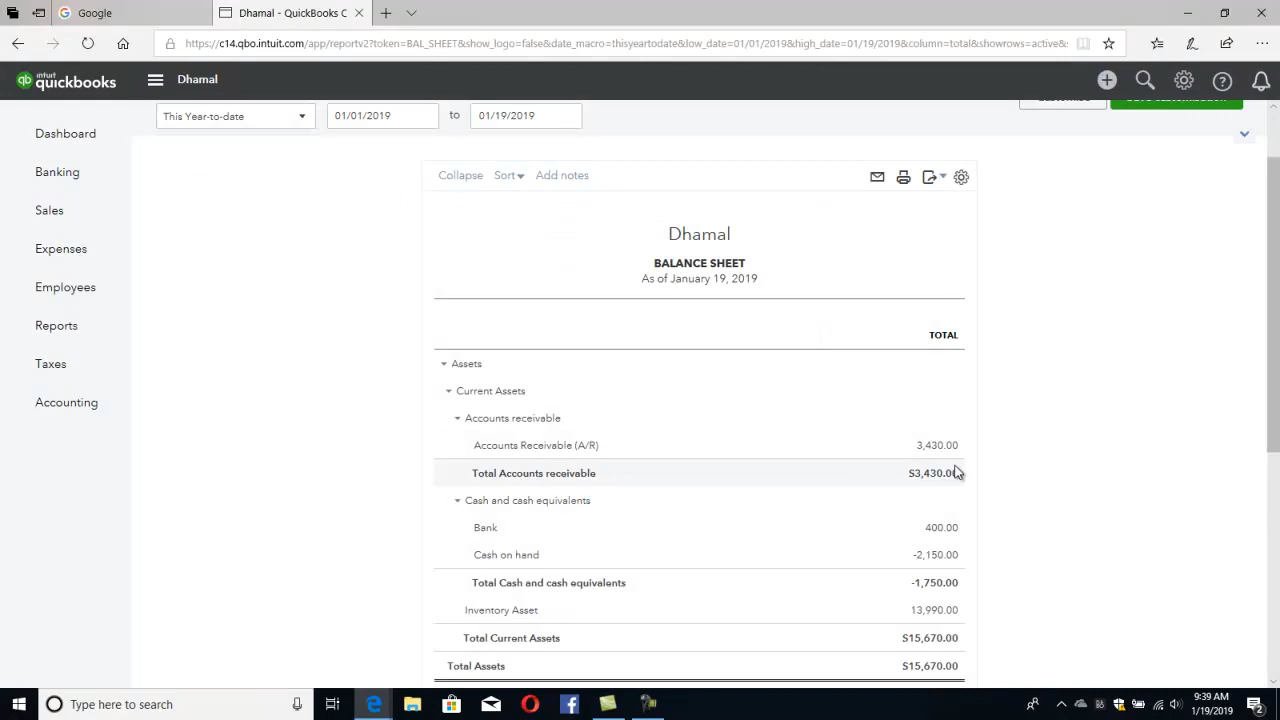 Google
Dhamal - QuickBooks C
https://c14.qbo.intuit.com/app/reportv2?token=BAL_SHEET&show_logo=false&date_macro=thisyeartodate&low_date=01/01/2019&high_date=01/19/2019&column=total&showrows=active&s
intuit
quickbooks
Dhamal
This Year-to-date
01/01/2019
to
01/19/2019
Dashboard
Banking
Sales
Expenses
Employees
Reports
Taxes
Accounting
Collapse Sort Add notes
Dhamal
BALANCE SHEET
As of January 19, 2019
TOTAL
Assets
Current Assets
Accounts receivable
Accounts Receivable (A/R) 3,430.00
Total Accounts receivable $3,430.00
Cash and cash equivalents
Bank 400.00
Cash on hand -2,150.00
Total Cash and cash equivalents -1,750.00
Inventory Asset 13,990.00
Total Current Assets $15,670.00
Total Assets $15,670.00
Type here to search
9:39 AM
1/19/2019